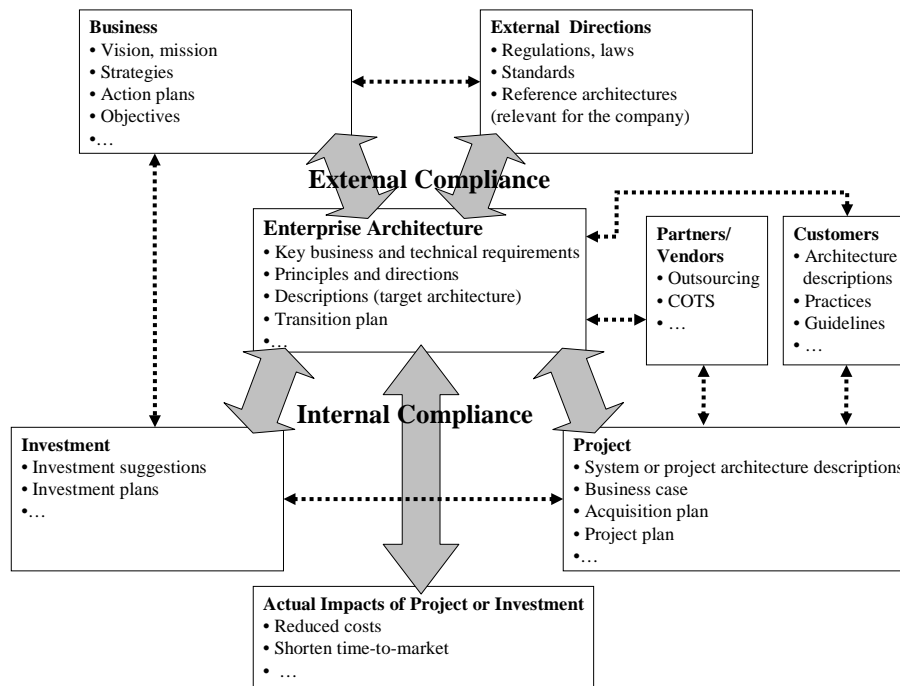 Business
• Vision, mission
• Strategies
• Action plans
• Objectives
•…
External Directions
• Regulations, laws
• Standards
• Reference architectures
(relevant for the company)
External Compliance
Enterprise Architecture
• Key business and technical requirements
• Principles and directions
• Descriptions (target architecture)
• Transition plan
•…
Partners/
Vendors
• Outsourcing
• COTS
• …
Customers
• Architecture
descriptions
• Practices
• Guidelines
• …
Internal Compliance
Investment
• Investment suggestions
• Investment plans
•…
Project
• System or project architecture descriptions
• Business case
• Acquisition plan
• Project plan
•…
Actual Impacts of Project or Investment
• Reduced costs
• Shorten time-to-market
• …